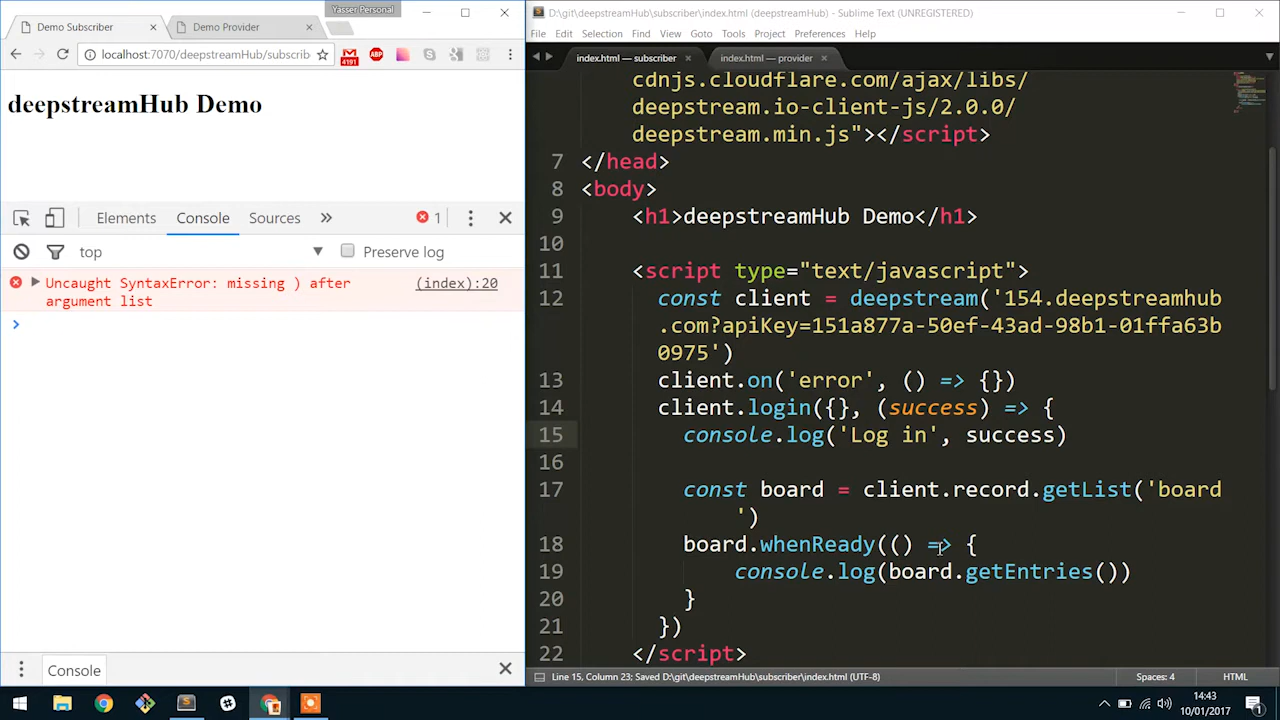 Yasser Personal
Demo Subscriber
Demo Provider
localhost:7070/deepstreamHub/subscrib
4191
ABP
deepstreamHub Demo
Elements Console Sources » 1
top Preserve log
Uncaught SyntaxError: missing ) after (index):20
argument list
Console
D:\git\deepstreamHub\subscriber\index.html (deepstreamHub) - Sublime Text (UNREGISTERED)
File Edit Selection Find View Goto Tools Project Preferences Help
index.html — subscriber
index.html — provider
cdnjs.cloudflare.com/ajax/libs/
deepstream.io-client-js/2.0.0/
deepstream.min.js"></script>
7 </head>
8 <body>
9 <h1>deepstreamHub Demo</h1>
10
11 <script type="text/javascript">
12 const client = deepstream('154.deepstreamhub
.com?apiKey=151a877a-50ef-43ad-98b1-01ffa63b
0975')
13 client.on('error', () => {})
14 client.login({}, (success) => {
15 console.log('Log in', success)
16
17 const board = client.record.getList('board
')
18 board.whenReady(() => {
19 console.log(board.getEntries())
20 }
21 })
22 </script>
Line 15, Column 23; Saved D:\git\deepstreamHub\subscriber\index.html (UTF-8)
Spaces: 4
HTML
14:43
10/01/2017
1